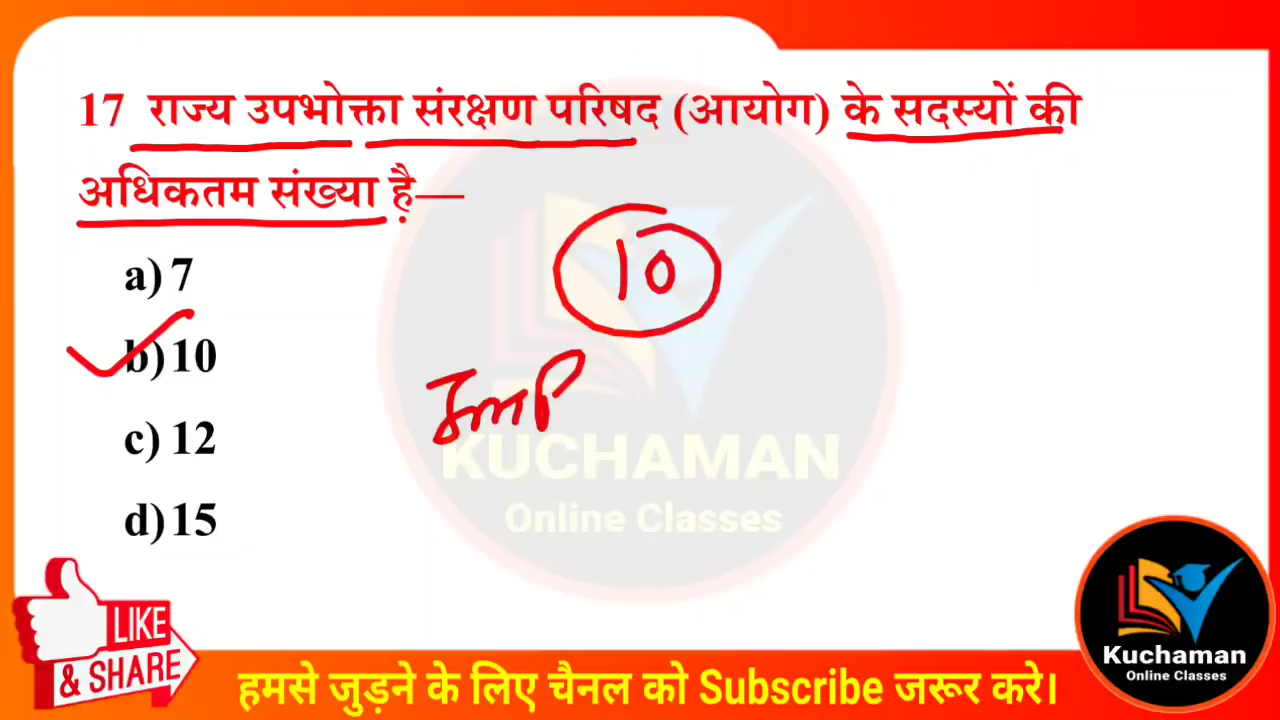 17 राज्य उपभोक्ता संरक्षण परिषद (आयोग) के सदस्यों की
अधिकतम संख्या है—
10
a) 7
b) 10
Imp
c) 12
KUCHAMAN
Online Classes
d) 15
LIKE
& SHARE
Kuchaman
Online Classes
हमसे जुड़ने के लिए चैनल को Subscribe जरूर करे।